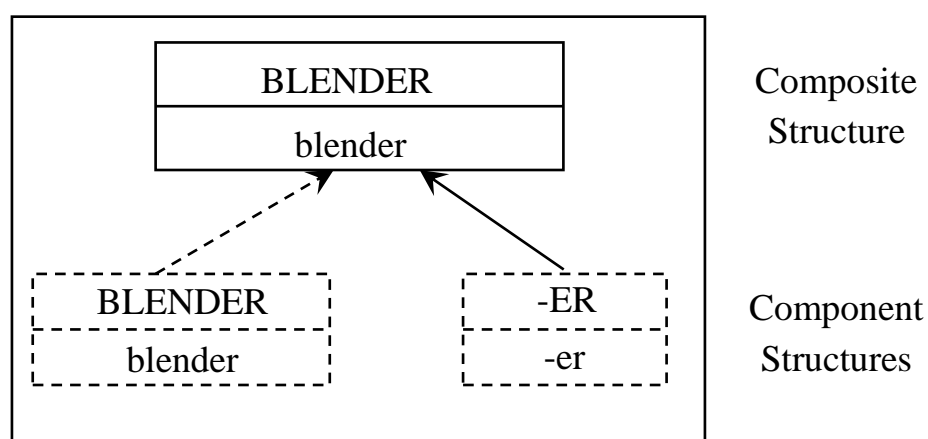 BLENDER
blender
Composite
Structure
BLENDER
blender
-ER
-er
Component
Structures